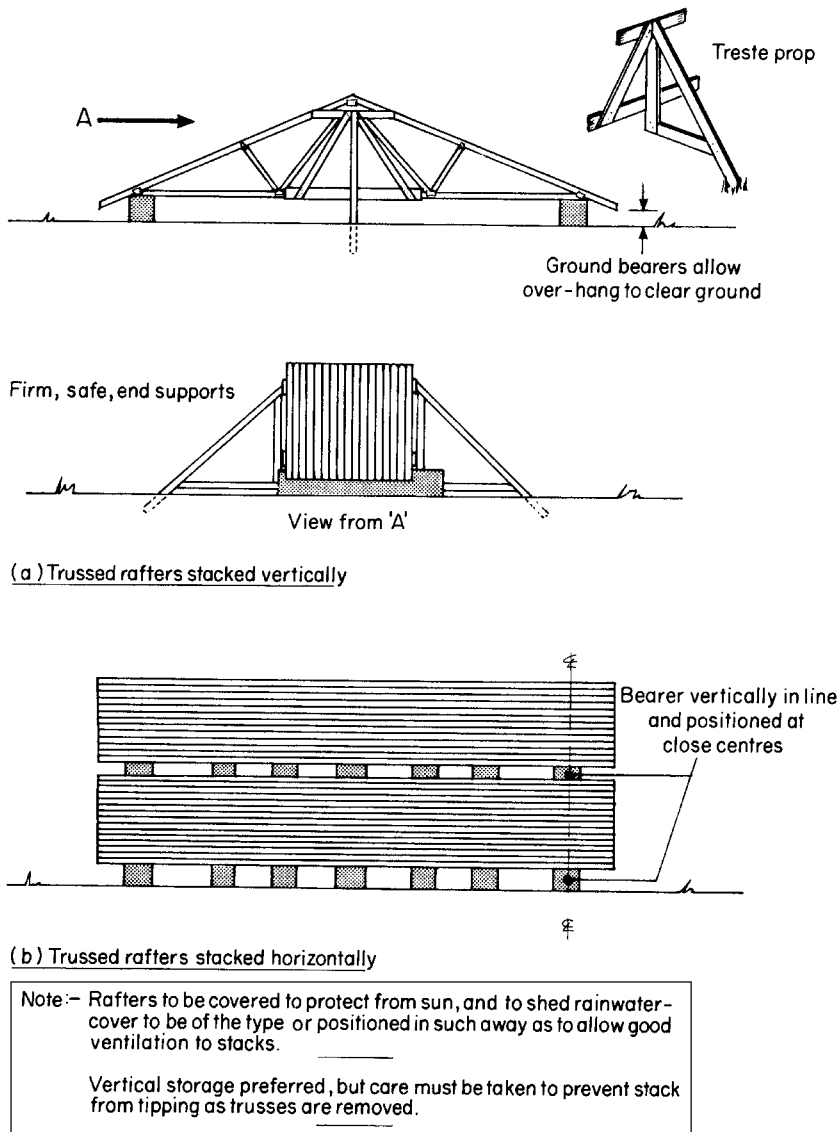 Treste prop
A
Ground bearers allow
over-hang to clear ground
Firm, safe, end supports
View from 'A'
(a) Trussed rafters stacked vertically
℄
Bearer vertically in line
and positioned at
close centres
℄
(b) Trussed rafters stacked horizontally
Note:- Rafters to be covered to protect from sun, and to shed rainwater-
cover to be of the type or positioned in such away as to allow good
ventilation to stacks.
Vertical storage preferred, but care must be taken to prevent stack
from tipping as trusses are removed.